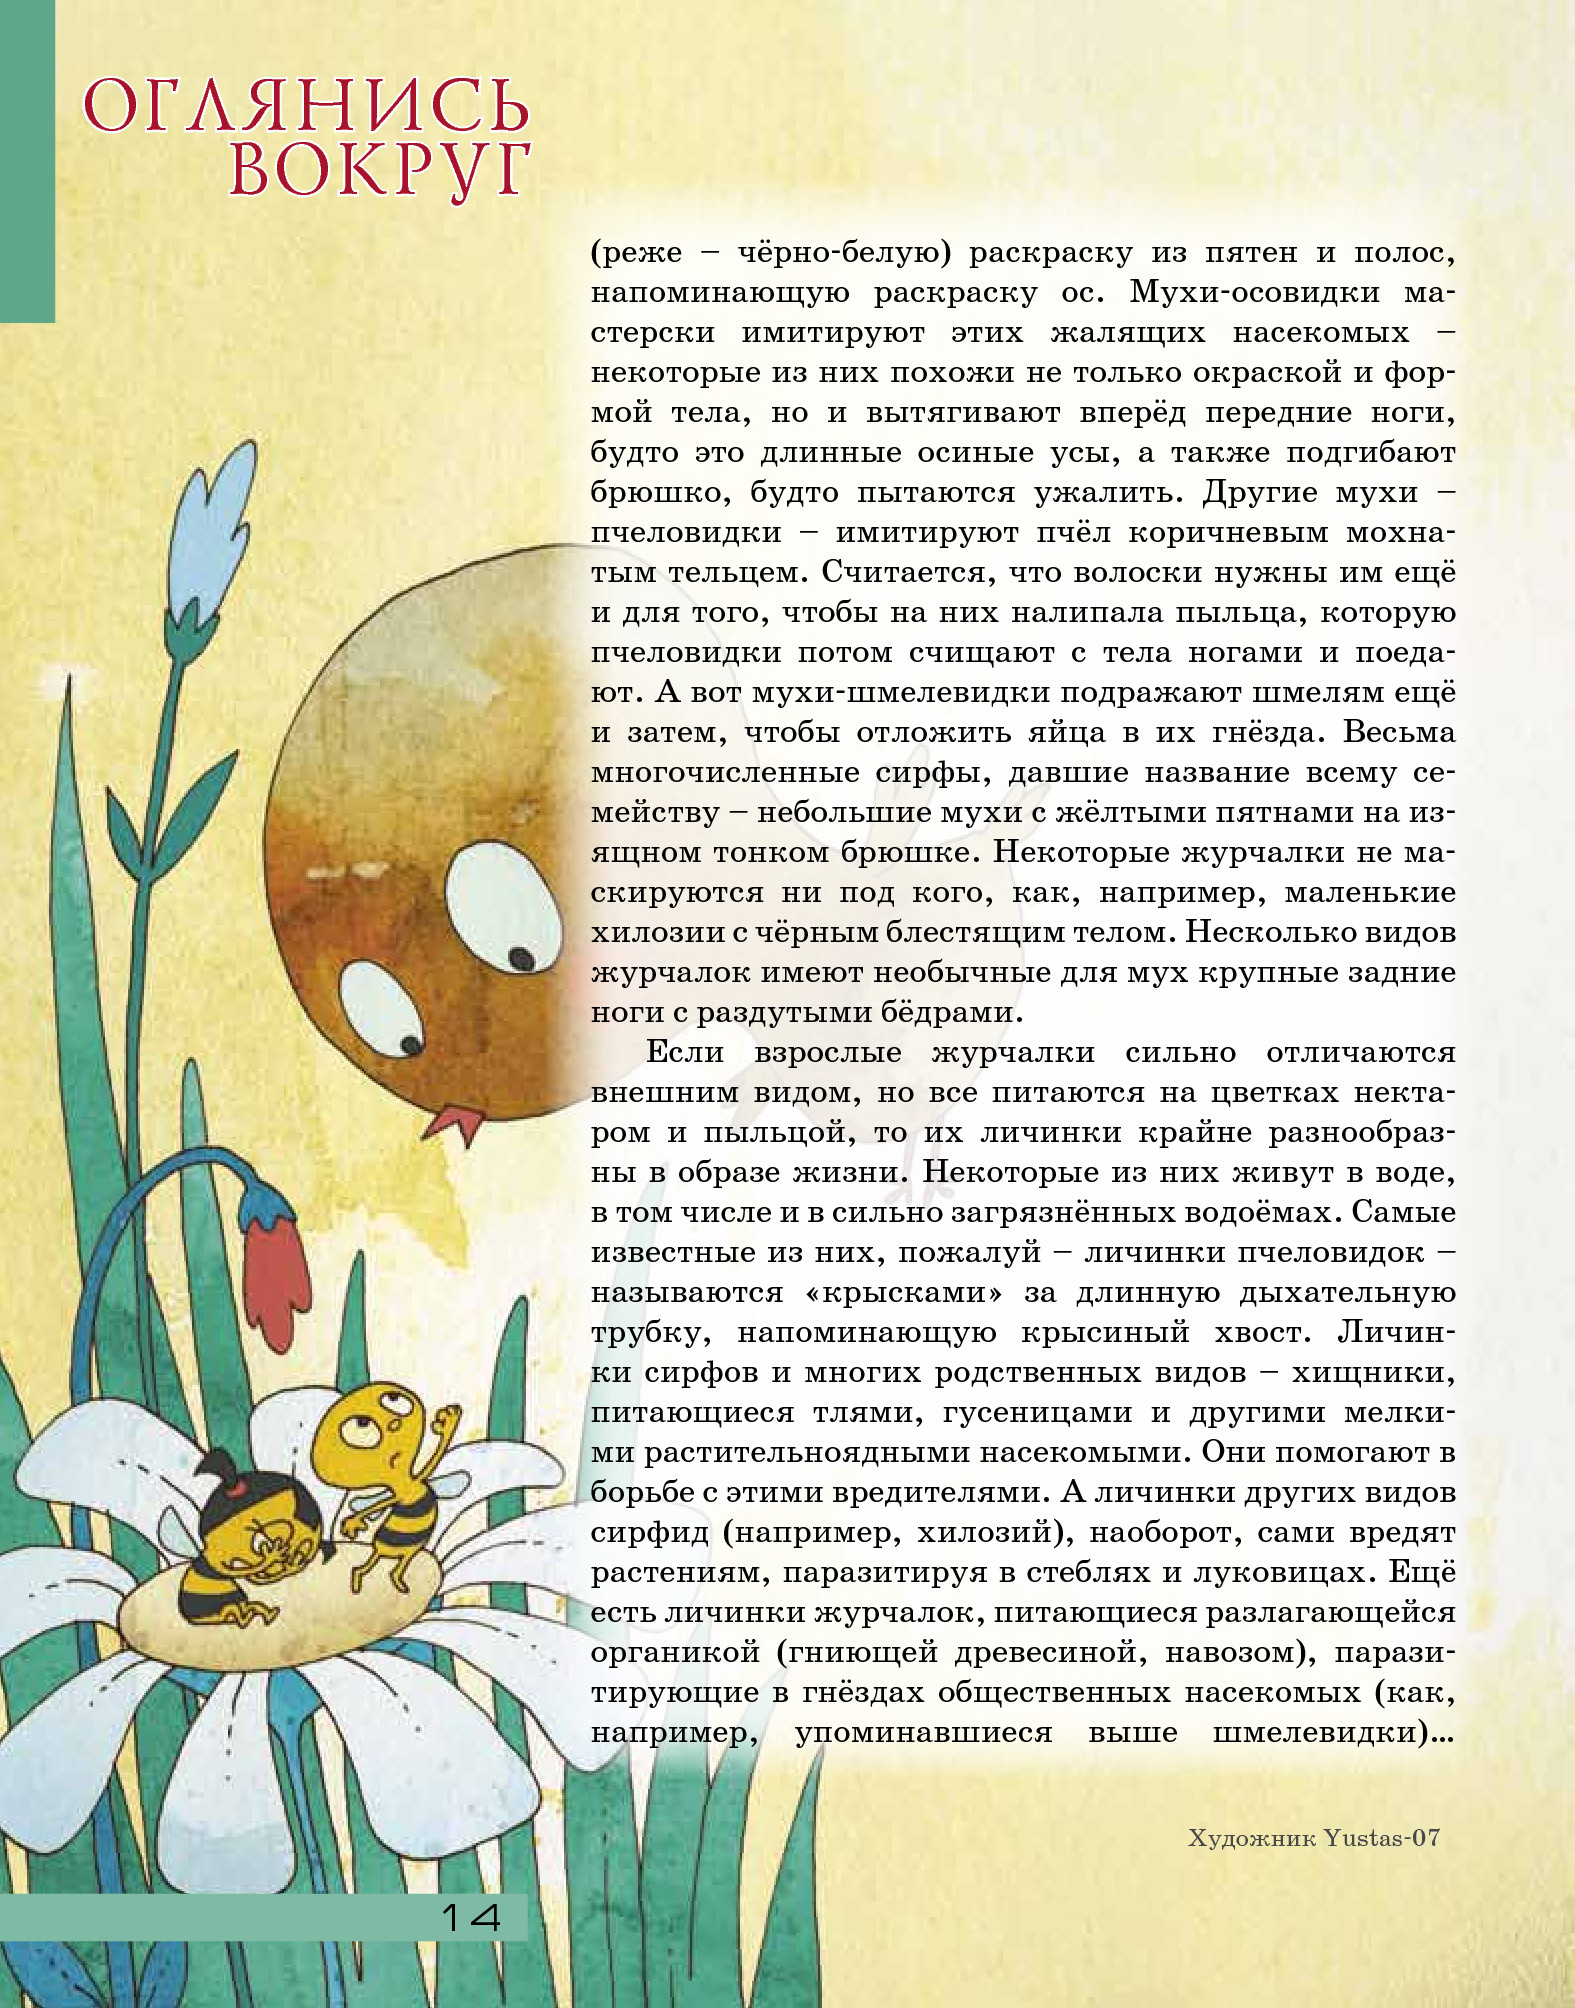 ОГЛЯНИСЬ
ВОКРУГ
(реже – чёрно-белую) раскраску из пятен и полос,
напоминающую раскраску ос. Мухи-осовидки ма-
стерски имитируют этих жалящих насекомых –
некоторые из них похожи не только окраской и фор-
мой тела, но и вытягивают вперёд передние ноги,
будто это длинные осиные усы, а также подгибают
брюшко, будто пытаются ужалить. Другие мухи –
пчеловидки – имитируют пчёл коричневым мохна-
тым тельцем. Считается, что волоски нужны им ещё
и для того, чтобы на них налипала пыльца, которую
пчеловидки потом счищают с тела ногами и поеда-
ют. А вот мухи-шмелевидки подражают шмелям ещё
и затем, чтобы отложить яйца в их гнёзда. Весьма
многочисленные сирфы, давшие название всему се-
мейству – небольшие мухи с жёлтыми пятнами на из-
ящном тонком брюшке. Некоторые журчалки не ма-
скируются ни под кого, как, например, маленькие
хилозии с чёрным блестящим телом. Несколько видов
журчалок имеют необычные для мух крупные задние
ноги с раздутыми бёдрами.
Если взрослые журчалки сильно отличаются
внешним видом, но все питаются на цветках некта-
ром и пыльцой, то их личинки крайне разнообраз-
ны в образе жизни. Некоторые из них живут в воде,
в том числе и в сильно загрязнённых водоёмах. Самые
известные из них, пожалуй – личинки пчеловидок –
называются «крысками» за длинную дыхательную
трубку, напоминающую крысиный хвост. Личин-
ки сирфов и многих родственных видов – хищники,
питающиеся тлями, гусеницами и другими мелки-
ми растительноядными насекомыми. Они помогают в
борьбе с этими вредителями. А личинки других видов
сирфид (например, хилозий), наоборот, сами вредят
растениям, паразитируя в стеблях и луковицах. Ещё
есть личинки журчалок, питающиеся разлагающейся
органикой (гниющей древесиной, навозом), парази-
тирующие в гнёздах общественных насекомых (как,
например, упоминавшиеся выше шмелевидки)...
Художник Yustas-07
14